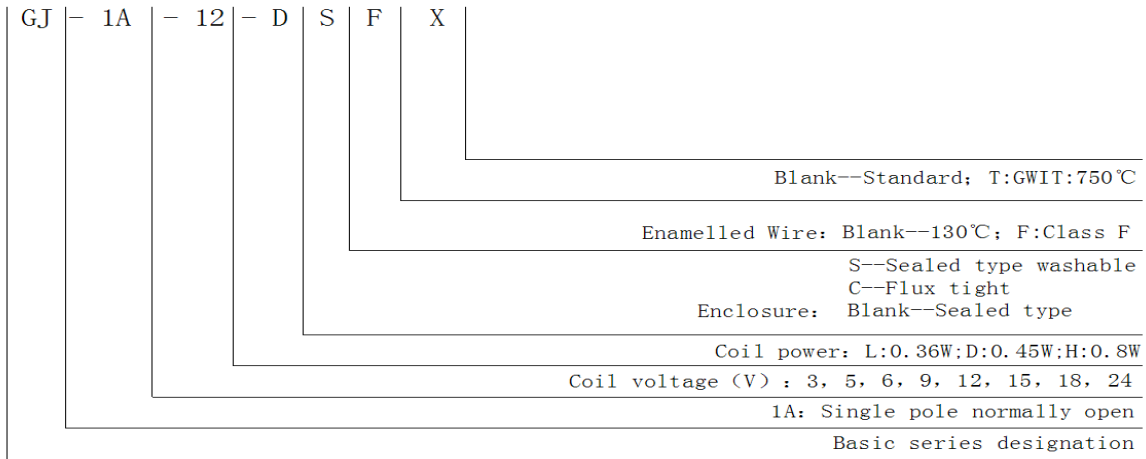 GJ - 1A - 12 - D S F X
Blank--Standard; T:GWIT:750℃
Enamelled Wire: Blank--130℃; F:Class F
S--Sealed type washable
C--Flux tight
Enclosure: Blank--Sealed type
Coil power: L:0.36W;D:0.45W;H:0.8W
Coil voltage (V) : 3, 5, 6, 9, 12, 15, 18, 24
1A: Single pole normally open
Basic series designation